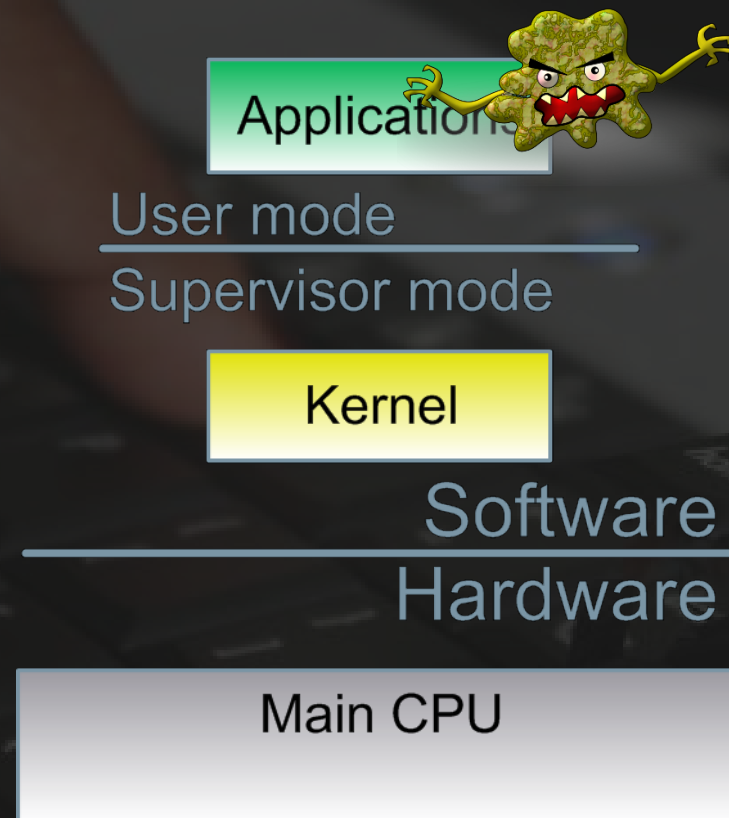 Applications
User mode
Supervisor mode
Kernel
Software
Hardware
Main CPU